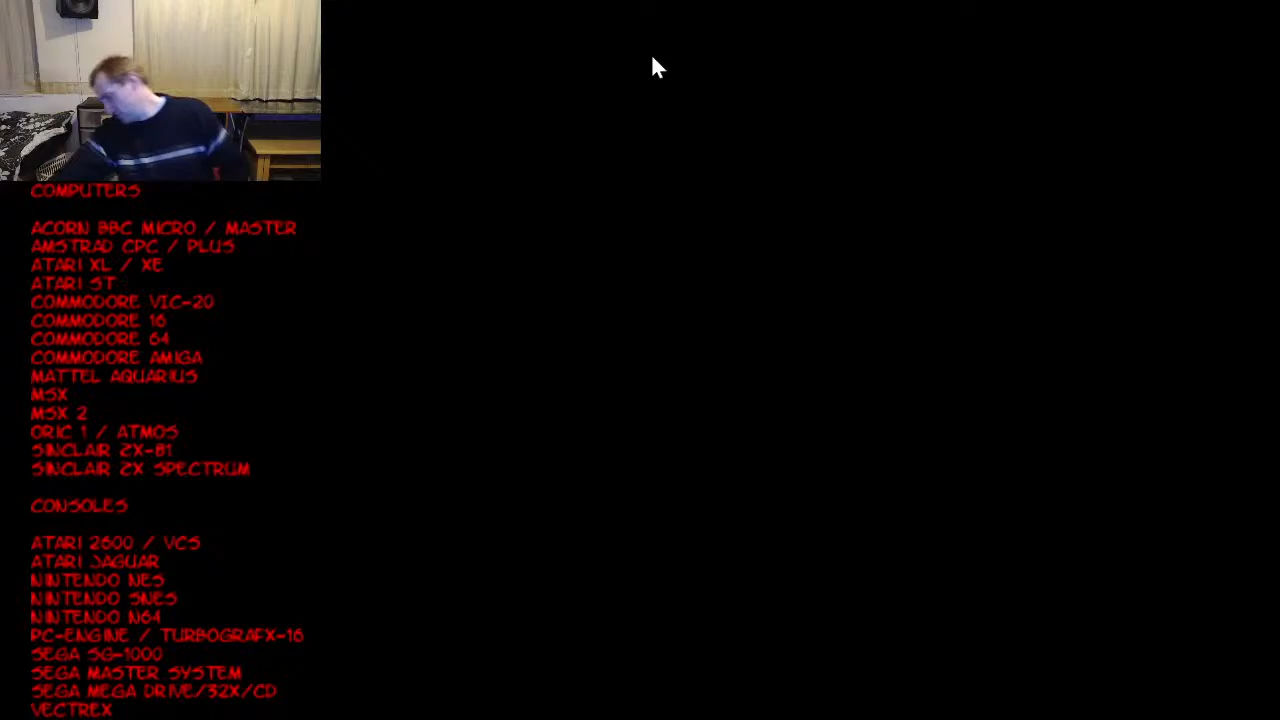 COMPUTERS
ACORN BBC MICRO / MASTER
AMSTRAD CPC / PLUS
ATARI XL / XE
ATARI ST
COMMODORE VIC-20
COMMODORE 16
COMMODORE 64
COMMODORE AMIGA
MATTEL AQUARIUS
MSX
MSX 2
ORIC 1 / ATMOS
SINCLAIR ZX-81
SINCLAIR ZX SPECTRUM
CONSOLES
ATARI 2600 / VCS
ATARI JAGUAR
NINTENDO NES
NINTENDO SNES
NINTENDO N64
PC-ENGINE / TURBOGRAFX-16
SEGA SG-1000
SEGA MASTER SYSTEM
SEGA MEGA DRIVE/32X/CD
VECTREX